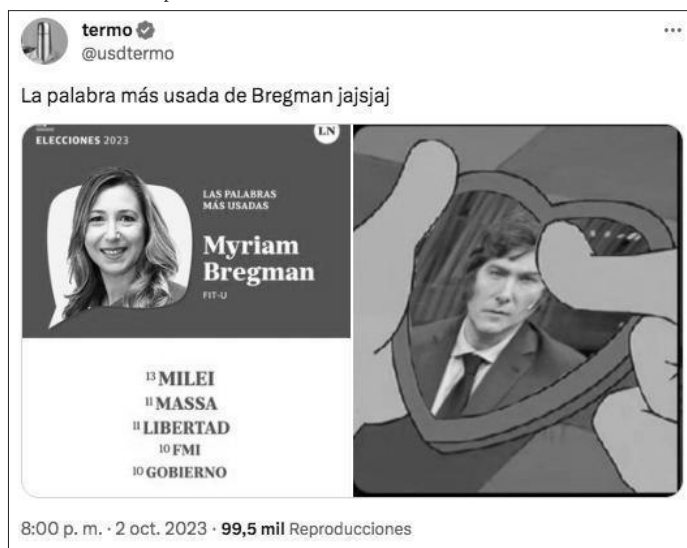 termo
@usdtermo
La palabra más usada de Bregman jajsjaj
ELECCIONES 2023
LN
LAS PALABRAS
MÁS USADAS
Myriam
Bregman
FIT-U
13 MILEI
11 MASSA
11 LIBERTAD
10 FMI
10 GOBIERNO
8:00 p. m. · 2 oct. 2023 · 99,5 mil Reproducciones